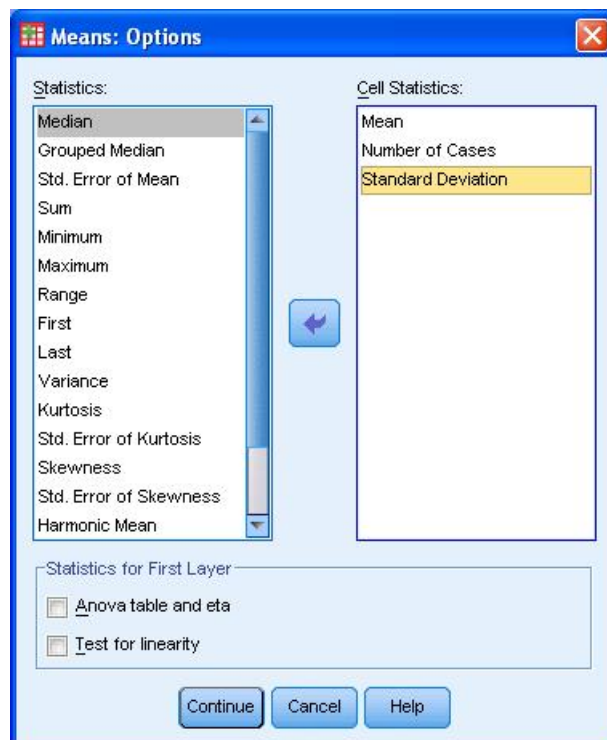 Means: Options
Statistics:
Median
Grouped Median
Std. Error of Mean
Sum
Minimum
Maximum
Range
First
Last
Variance
Kurtosis
Std. Error of Kurtosis
Skewness
Std. Error of Skewness
Harmonic Mean
Cell Statistics:
Mean
Number of Cases
Standard Deviation
Statistics for First Layer
Anova table and eta
Test for linearity
Continue
Cancel
Help